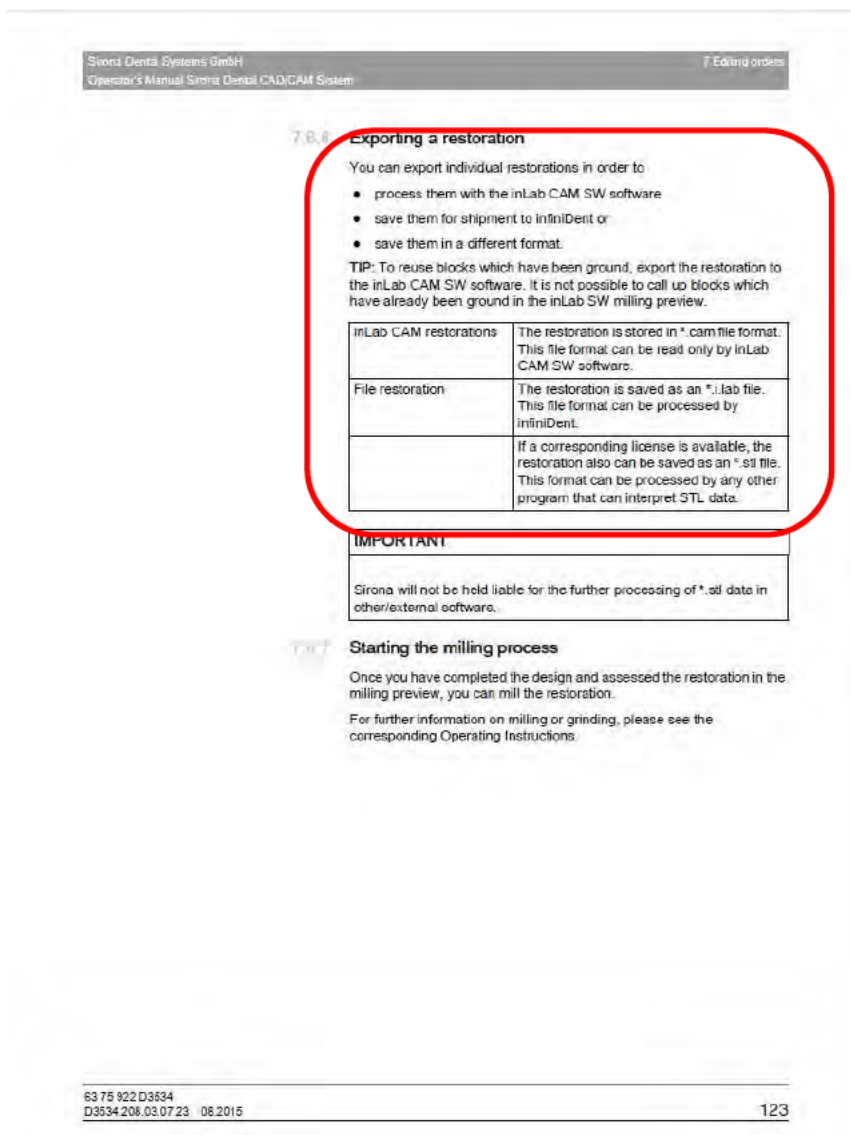 Sirona Dental Systems GmbH
7 Editing orders
Operator's Manual Sirona Dental CAD/CAM System
7.6.6 Exporting a restoration
You can export individual restorations in order to
● process them with the inLab CAM SW software
● save them for shipment to infiniDent or
● save them in a different format.
TIP: To reuse blocks which have been ground, export the restoration to
the inLab CAM SW software. It is not possible to call up blocks which
have already been ground in the inLab SW milling preview.
inLab CAM restorations
The restoration is stored in *.cam file format.
This file format can be read only by inLab
CAM SW software.
File restoration
The restoration is saved as an *.i.lab file.
This file format can be processed by
infiniDent.
If a corresponding license is available, the
restoration also can be saved as an *.stl file.
This format can be processed by any other
program that can interpret STL data.
IMPORTANT
Sirona will not be held liable for the further processing of *.stl data in
other/external software.
7.6.7 Starting the milling process
Once you have completed the design and assessed the restoration in the
milling preview, you can mill the restoration.
For further information on milling or grinding, please see the
corresponding Operating Instructions.
63 75 922 D3534
D3534.208.03.07.23 08.2015
123